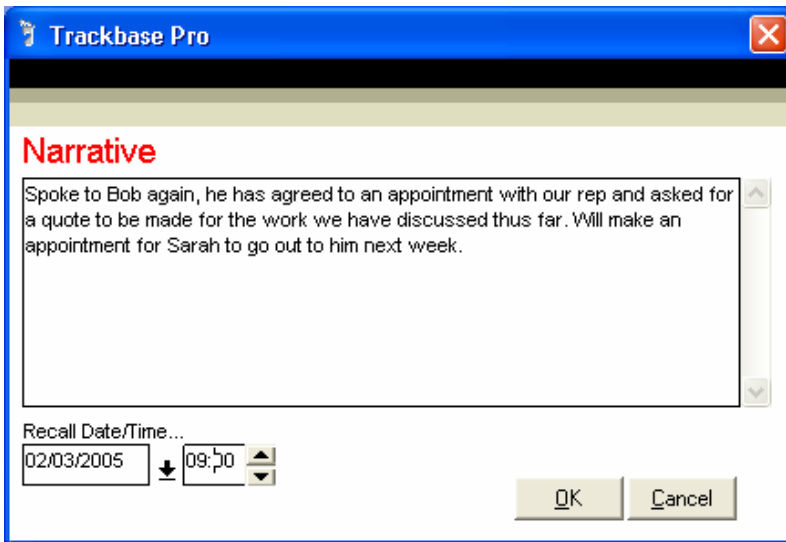 Trackbase Pro
Narrative
Spoke to Bob again, he has agreed to an appointment with our rep and asked for
a quote to be made for the work we have discussed thus far. Will make an
appointment for Sarah to go out to him next week.
Recall Date/Time...
02/03/2005 09:00
OK Cancel